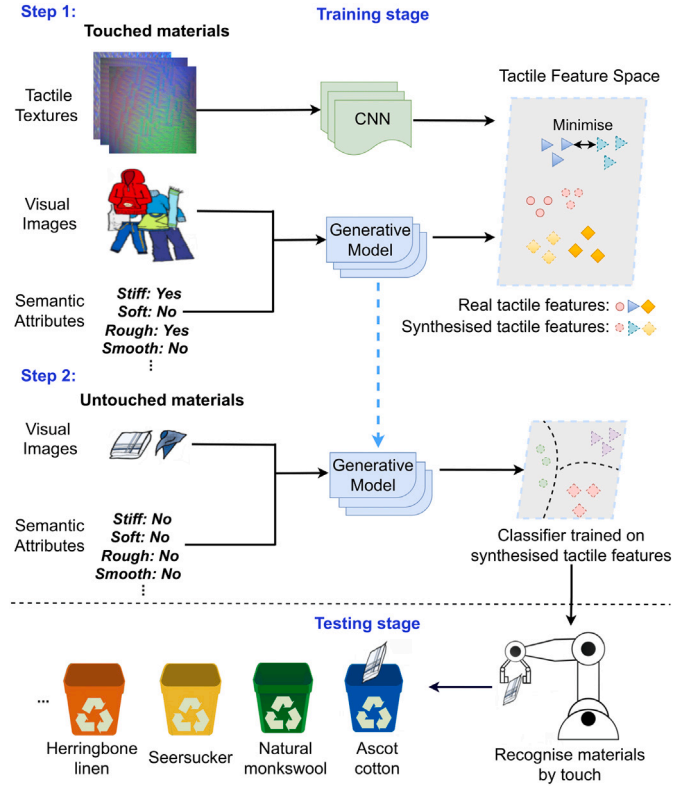 Step 1:
Training stage
Touched materials
Tactile Feature Space
Tactile
Textures
CNN
Minimise
Visual
Images
Generative
Model
Semantic
Attributes
Stiff: Yes
Soft: No
Rough: Yes
Smooth: No
...
Real tactile features:
Synthesised tactile features:
Step 2:
Untouched materials
Visual
Images
Generative
Model
Semantic
Attributes
Stiff: No
Soft: No
Rough: No
Smooth: No
...
Classifier trained on
synthesised tactile features
Testing stage
...
Herringbone
linen
Seersucker
Natural
monkswool
Ascot
cotton
Recognise materials
by touch